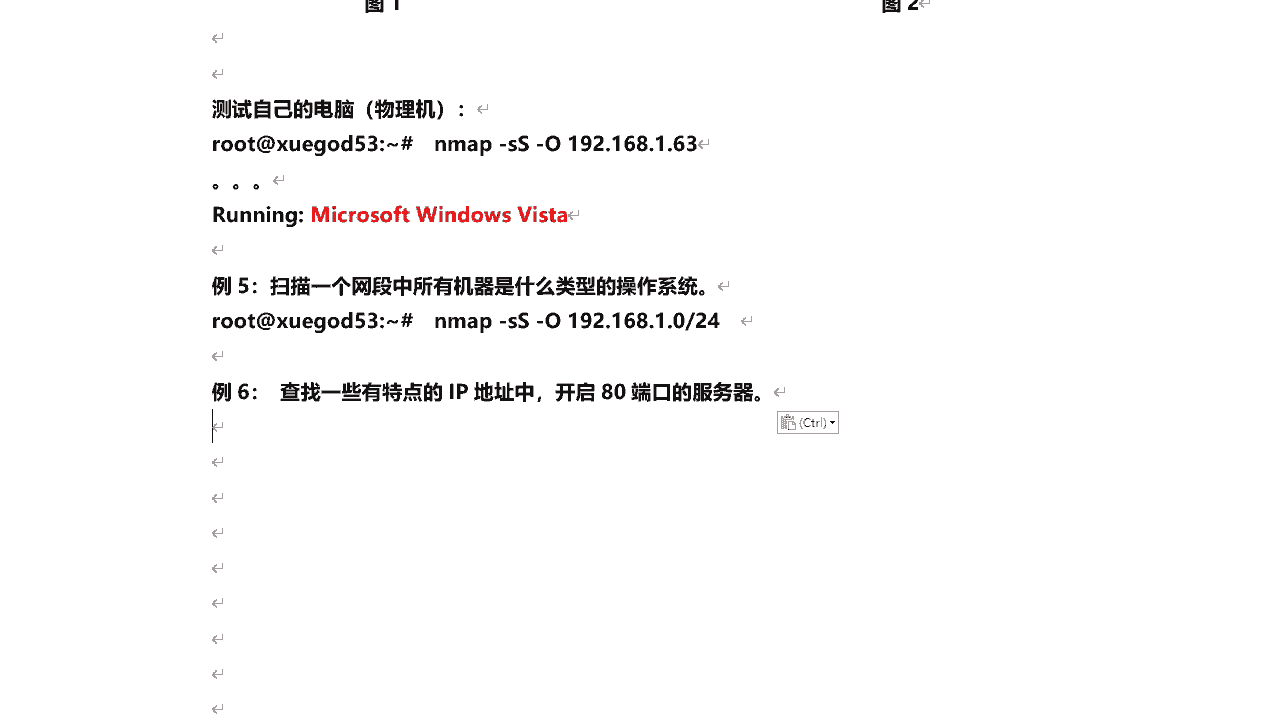 图 1 图 2
测试自己的电脑（物理机）：
root@xuegod53:~# nmap -sS -O 192.168.1.63
。。。
Running: Microsoft Windows Vista
例 5：扫描一个网段中所有机器是什么类型的操作系统。
root@xuegod53:~# nmap -sS -O 192.168.1.0/24
例 6： 查找一些有特点的 IP 地址中，开启 80 端口的服务器。
(Ctrl)